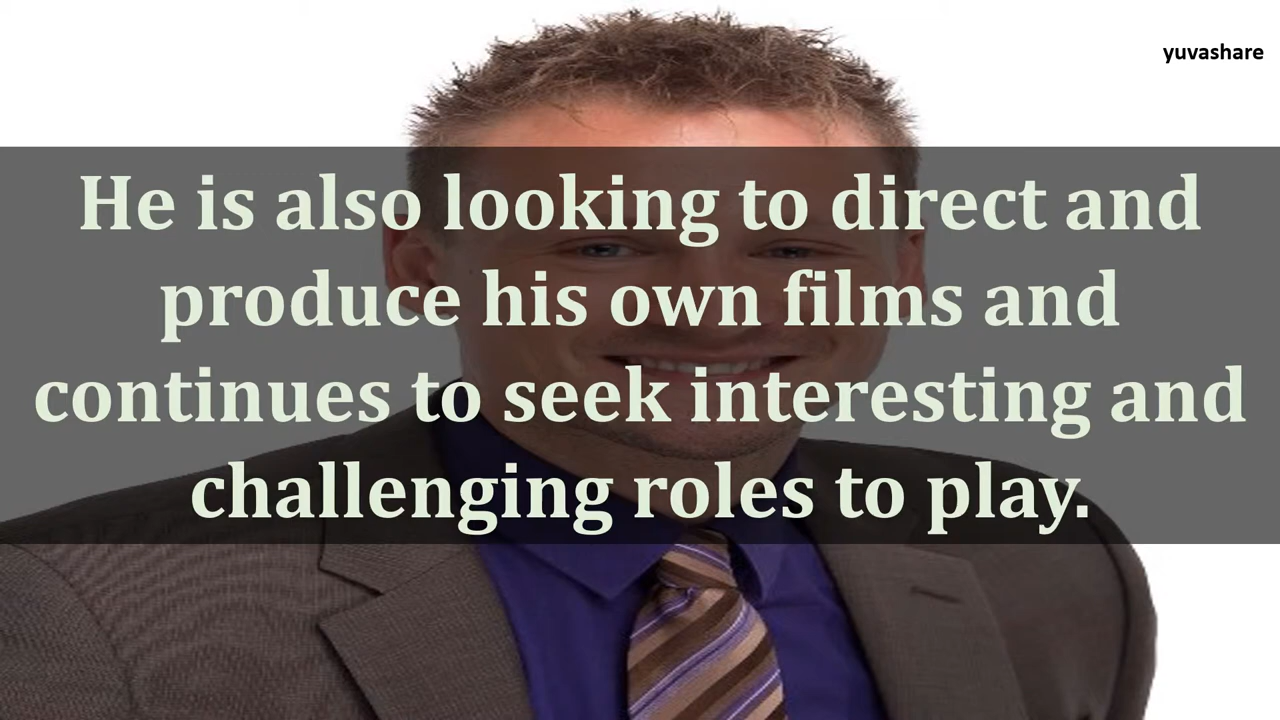 yuvashare
He is also looking to direct and
produce his own films and
continues to seek interesting and
challenging roles to play.